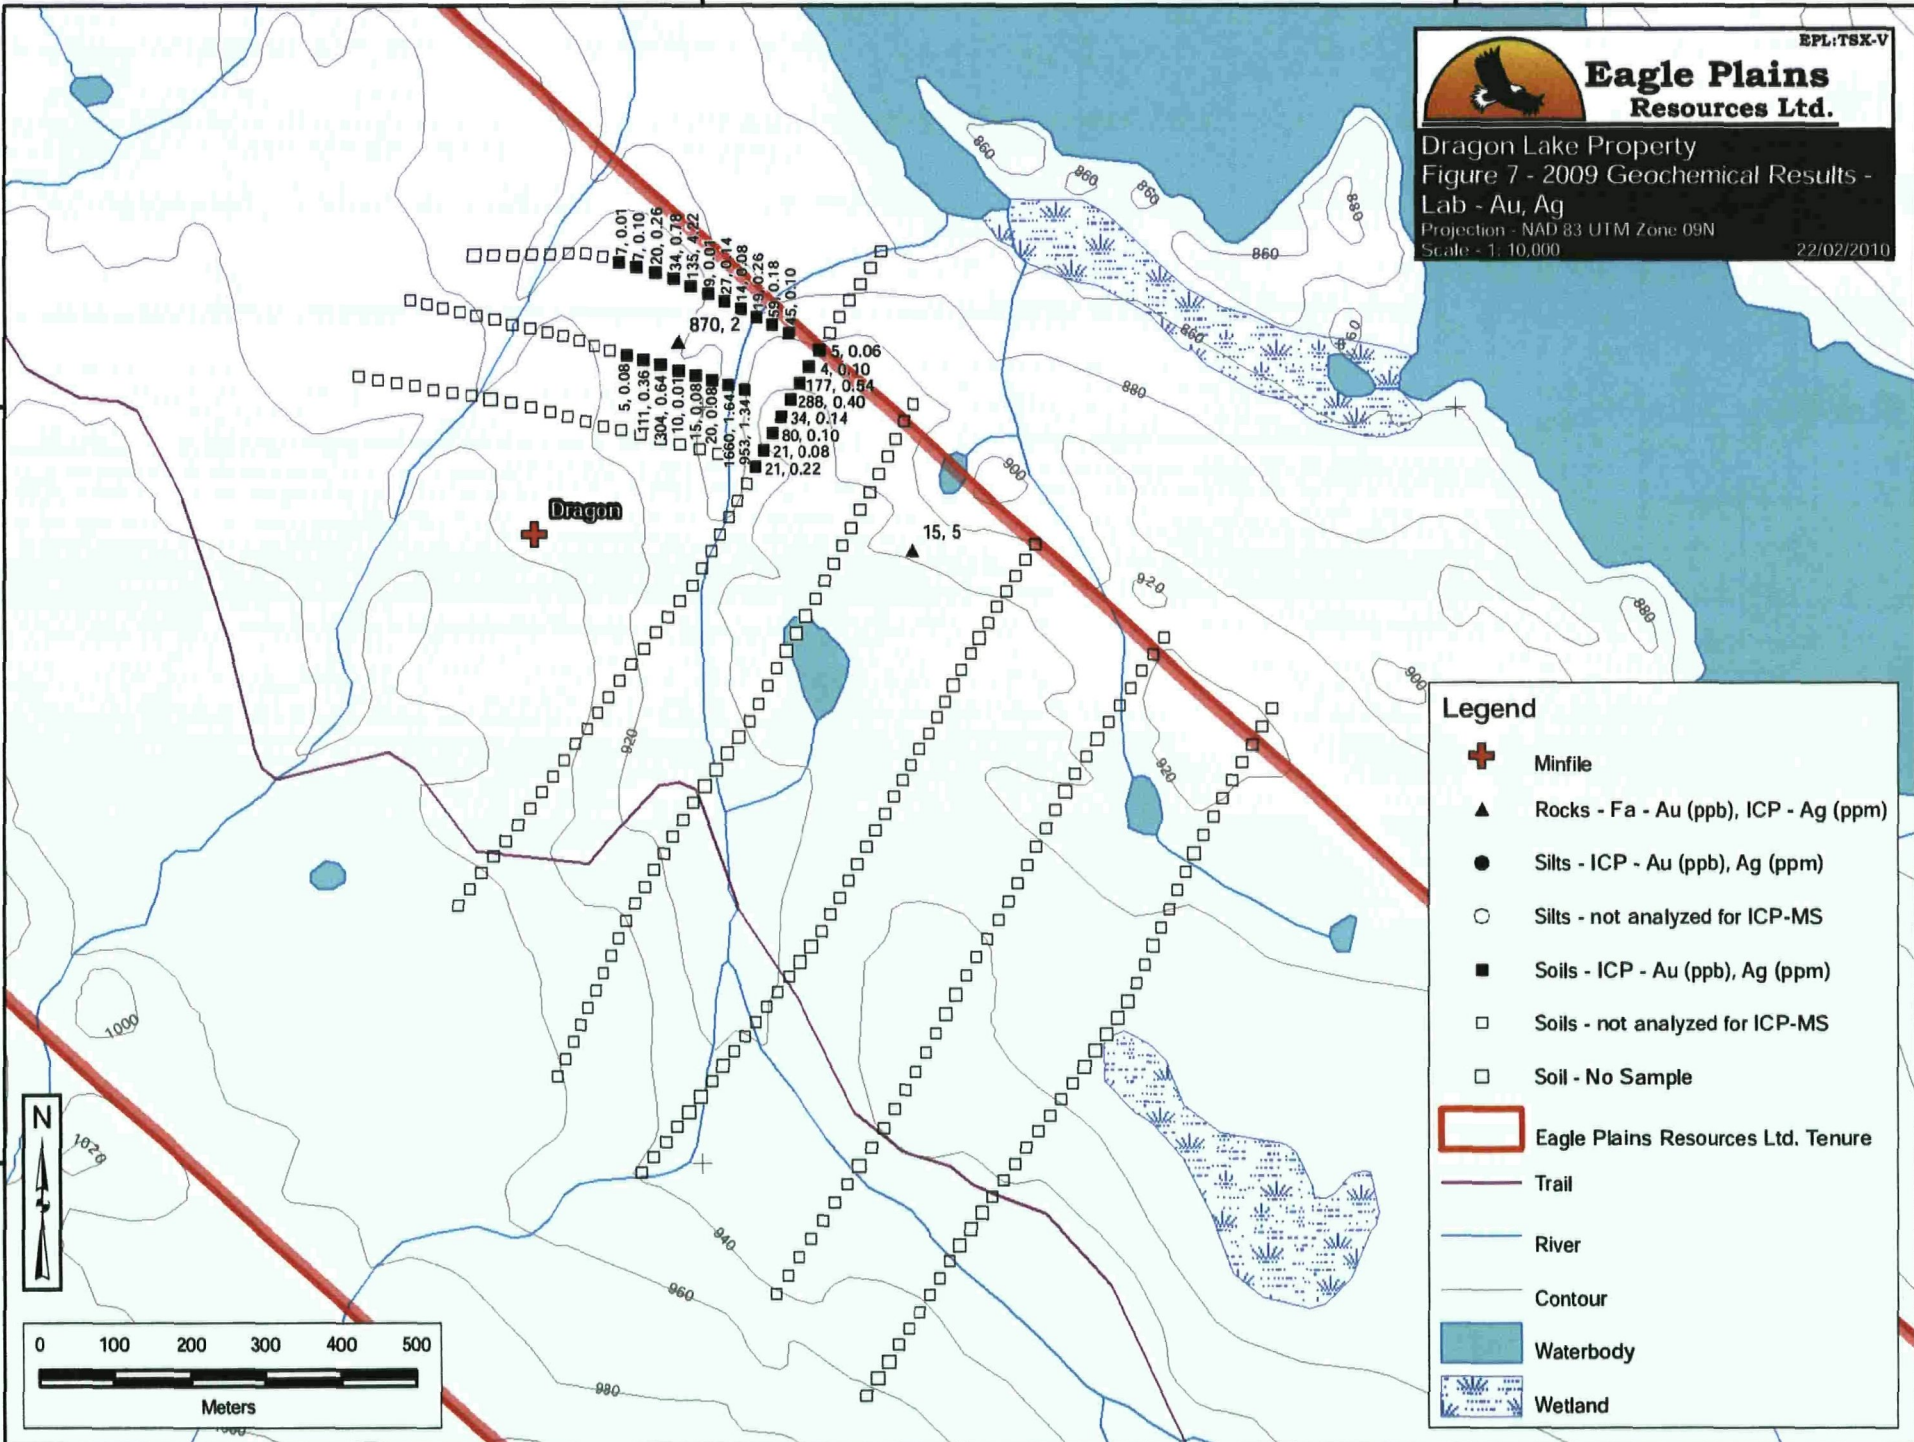 EPL:TSX-V
Eagle Plains
Resources Ltd.
Dragon Lake Property
Figure 7 - 2009 Geochemical Results -
Lab - Au, Ag
Projection - NAD 83 UTM Zone 09N
Scale - 1: 10,000 22/02/2010
860
860
860
880
860
860
860
880
900
920
880
900
920
920
1000
1020
940
960
980
7, 0.01
7, 0.10
20, 0.26
34, 0.18
135, 4.22
9, 0.01
27, 0.14
14, 0.08
19, 0.26
59, 0.18
45, 0.10
870, 2
5, 0.06
4, 0.10
177, 0.54
288, 0.40
34, 0.14
80, 0.10
21, 0.08
21, 0.22
5, 0.08
311, 0.36
304, 0.64
10, 0.01
15, 0.08
20, 0.08
1660, 1.64
953, 1.34
Dragon
15, 5
Legend
Minfile
Rocks - Fa - Au (ppb), ICP - Ag (ppm)
Silts - ICP - Au (ppb), Ag (ppm)
Silts - not analyzed for ICP-MS
Soils - ICP - Au (ppb), Ag (ppm)
Soils - not analyzed for ICP-MS
Soil - No Sample
Eagle Plains Resources Ltd. Tenure
Trail
River
Contour
Waterbody
Wetland
N
0 100 200 300 400 500
Meters